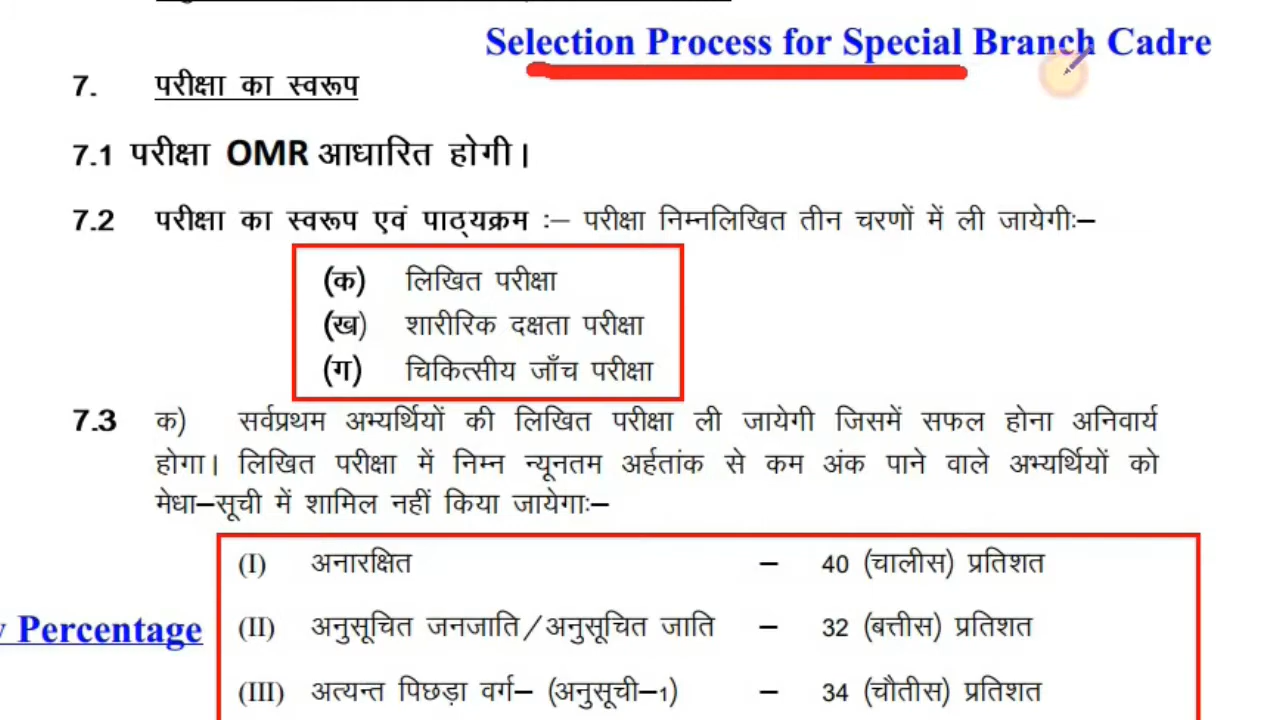 Selection Process for Special Branch Cadre
7. परीक्षा का स्वरूप
7.1 परीक्षा OMR आधारित होगी।
7.2 परीक्षा का स्वरूप एवं पाठ्यक्रम :– परीक्षा निम्नलिखित तीन चरणों में ली जायेगीः–
(क) लिखित परीक्षा
(ख) शारीरिक दक्षता परीक्षा
(ग) चिकित्सीय जाँच परीक्षा
7.3 क) सर्वप्रथम अभ्यर्थियों की लिखित परीक्षा ली जायेगी जिसमें सफल होना अनिवार्य
होगा। लिखित परीक्षा में निम्न न्यूनतम अर्हतांक से कम अंक पाने वाले अभ्यर्थियों को
मेधा–सूची में शामिल नहीं किया जायेगाः–
(I) अनारक्षित – 40 (चालीस) प्रतिशत
y Percentage (II) अनुसूचित जनजाति/अनुसूचित जाति – 32 (बत्तीस) प्रतिशत
(III) अत्यन्त पिछड़ा वर्ग– (अनुसूची–1) – 34 (चौतीस) प्रतिशत